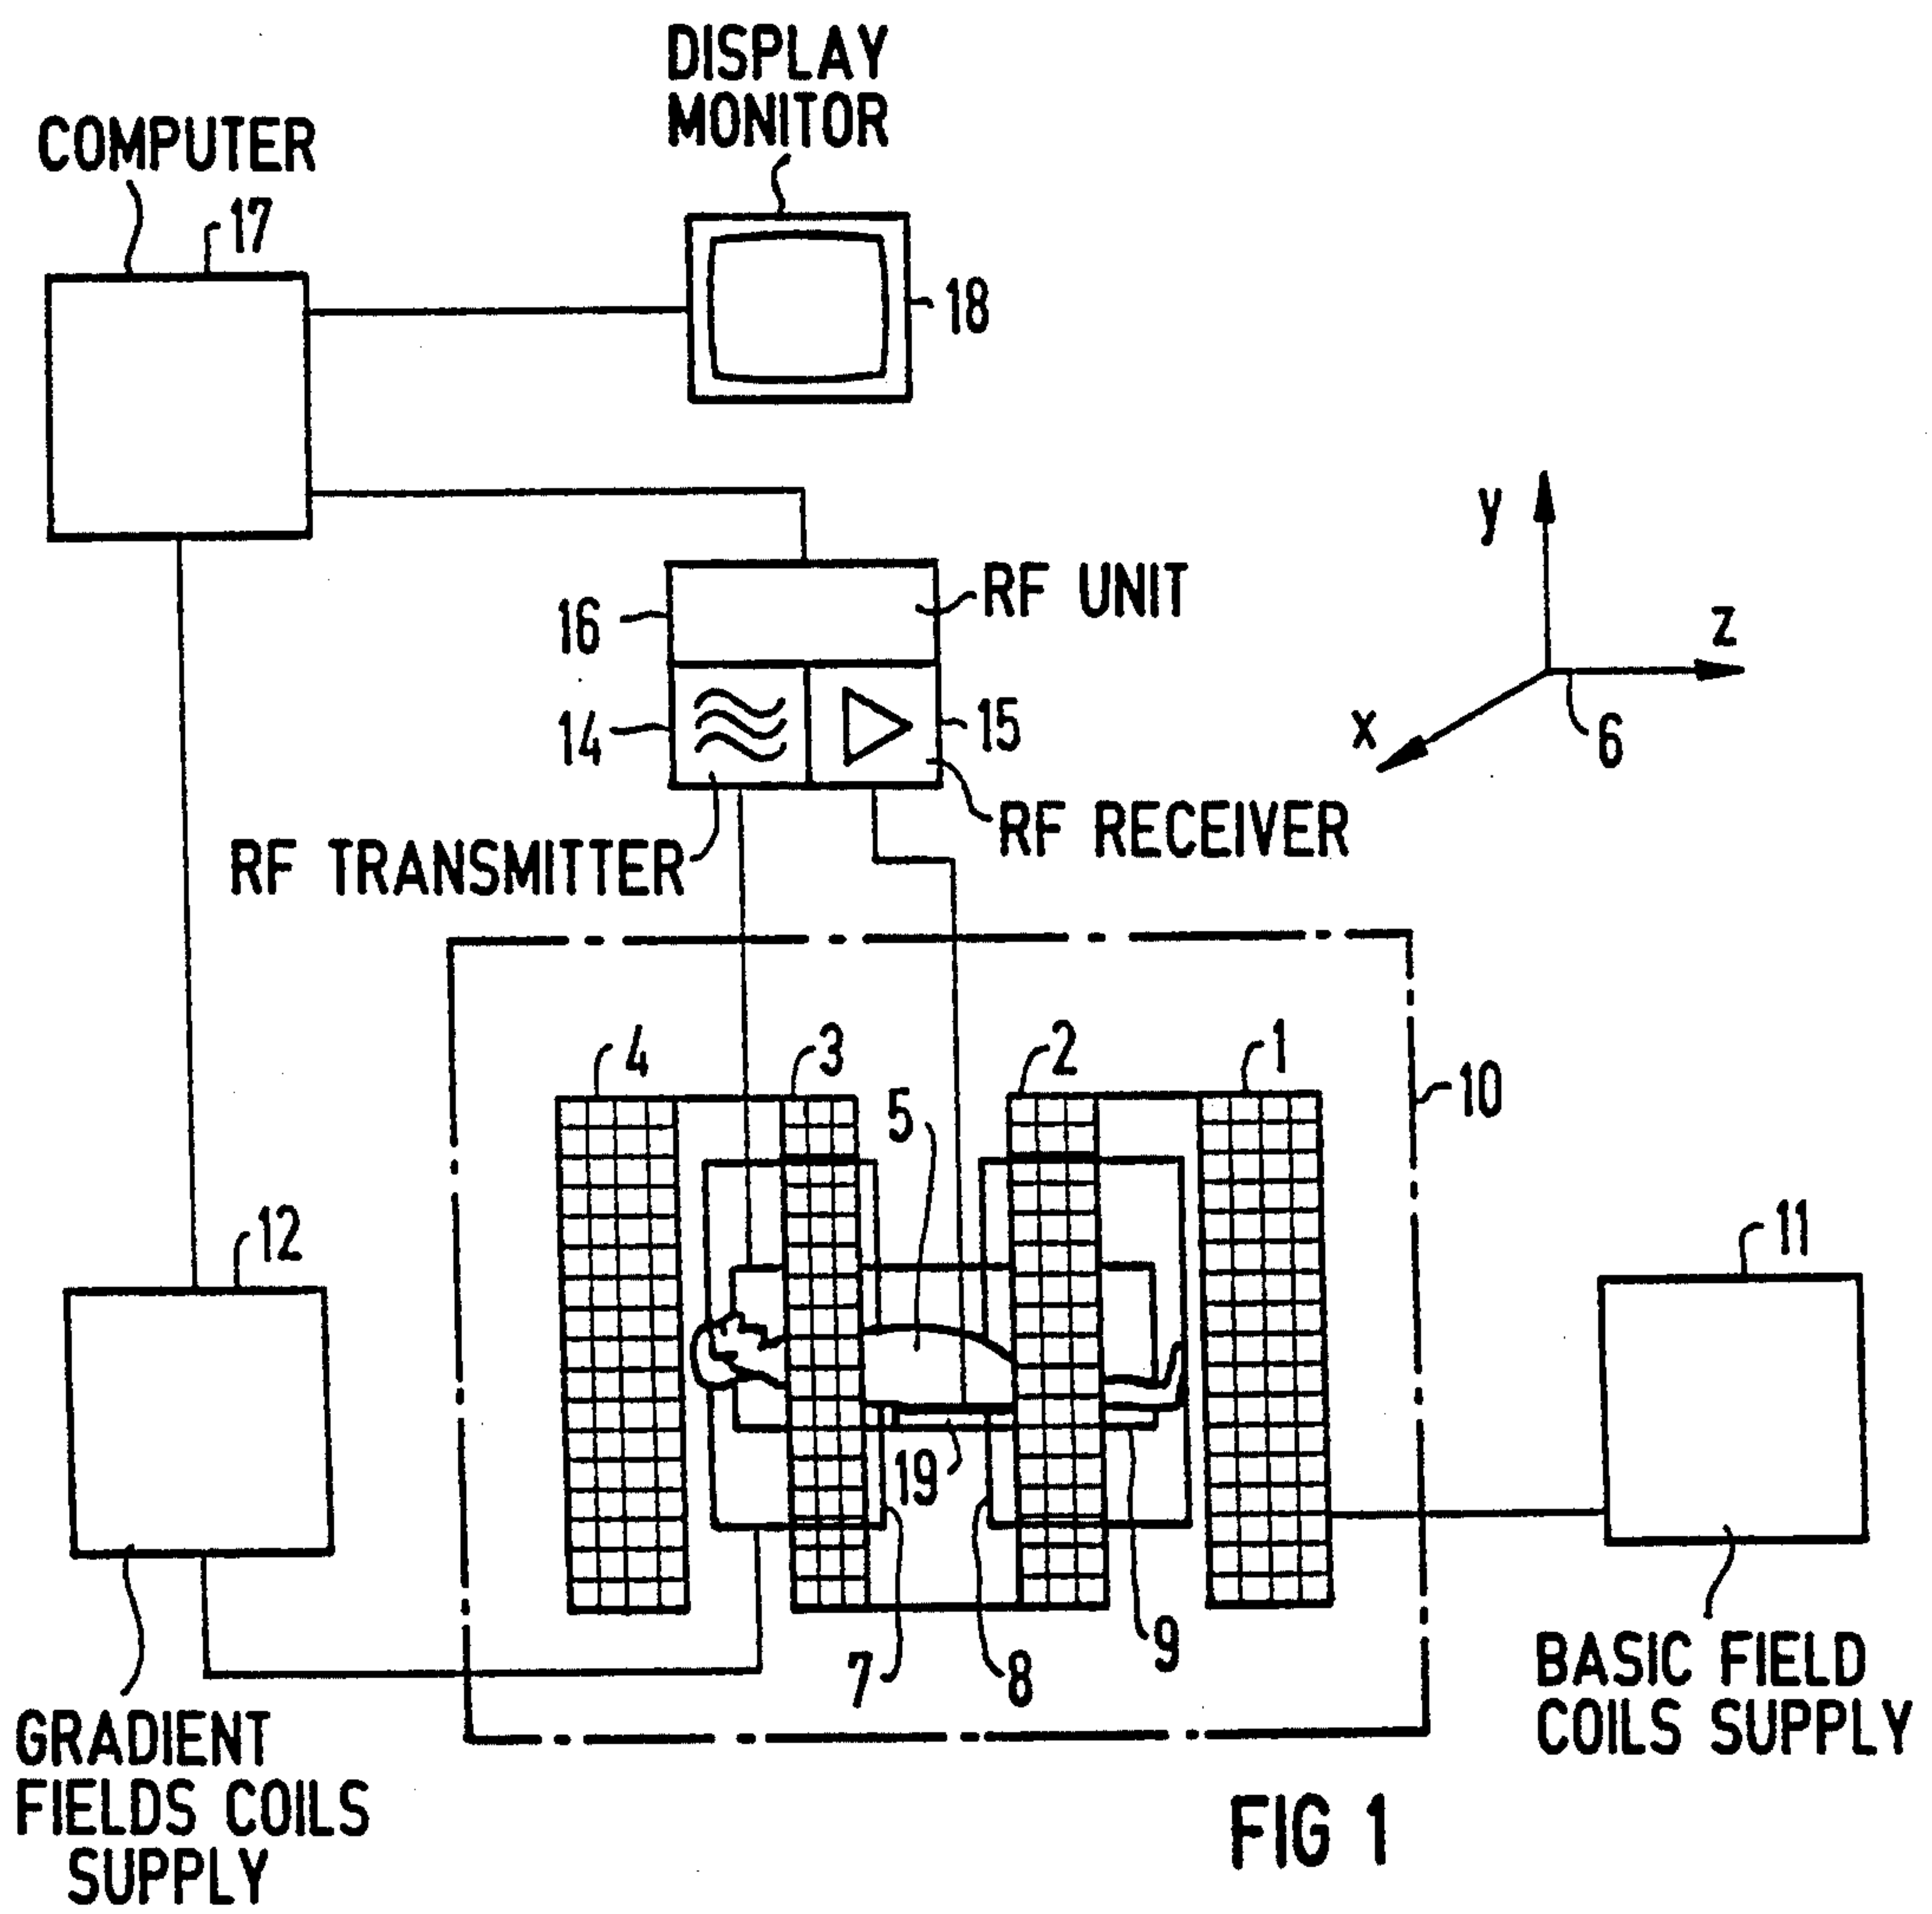 DISPLAY
MONITOR
COMPUTER
17
18
y
z
x
6
16
RF UNIT
14
15
RF TRANSMITTER
RF RECEIVER
4
3
2
1
5
10
12
11
19
7
8
9
GRADIENT
FIELDS COILS
SUPPLY
BASIC FIELD
COILS SUPPLY
FIG 1